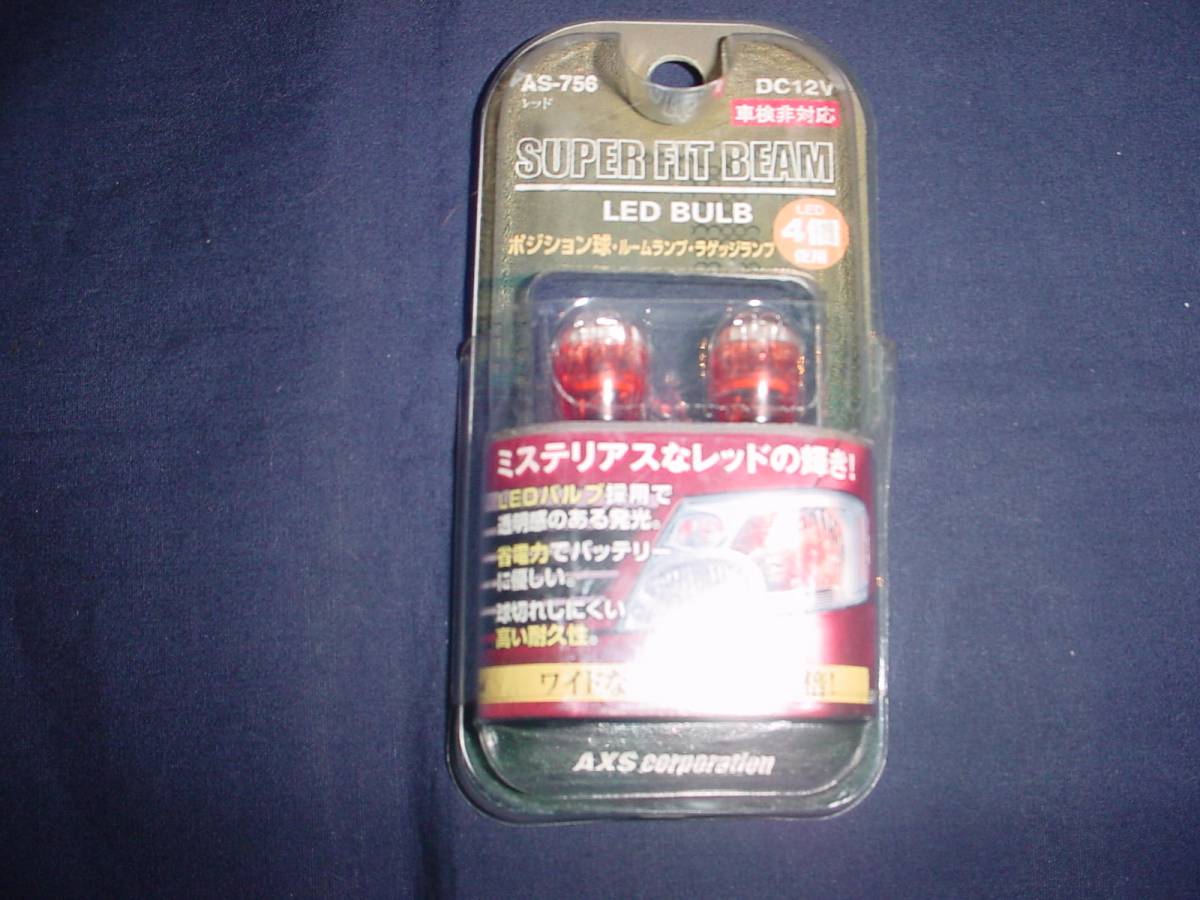 AS-756
レッド
DC12V
車検非対応
SUPER FIT BEAM
LED BULB
LED
4個
使用
ポジション球・ルームランプ・ラゲッジランプ
ミステリアスなレッドの輝き!
LEDバルブ採用で
透明感のある発光。
省電力でバッテリー
に優しい。
球切れしにくい
高い耐久性。
ワイドな 倍!
AXS corporation